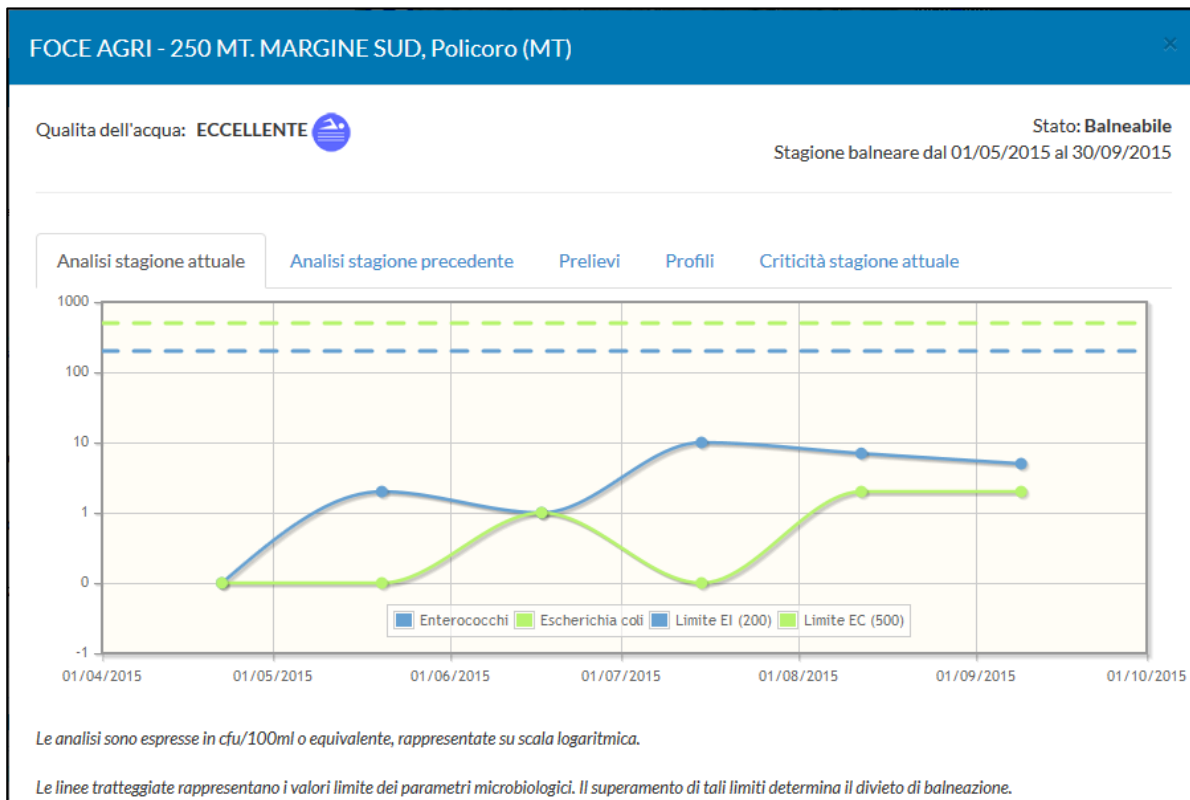 FOCE AGRI - 250 MT. MARGINE SUD, Policoro (MT)
×
Qualita dell'acqua: ECCELLENTE
Stato: Balneabile
Stagione balneare dal 01/05/2015 al 30/09/2015
Analisi stagione attuale Analisi stagione precedente Prelievi Profili Criticità stagione attuale
1000
100
10
1
0
-1
Enterococchi Escherichia coli Limite EI (200) Limite EC (500)
01/04/2015 01/05/2015 01/06/2015 01/07/2015 01/08/2015 01/09/2015 01/10/2015
Le analisi sono espresse in cfu/100ml o equivalente, rappresentate su scala logaritmica.
Le linee tratteggiate rappresentano i valori limite dei parametri microbiologici. Il superamento di tali limiti determina il divieto di balneazione.